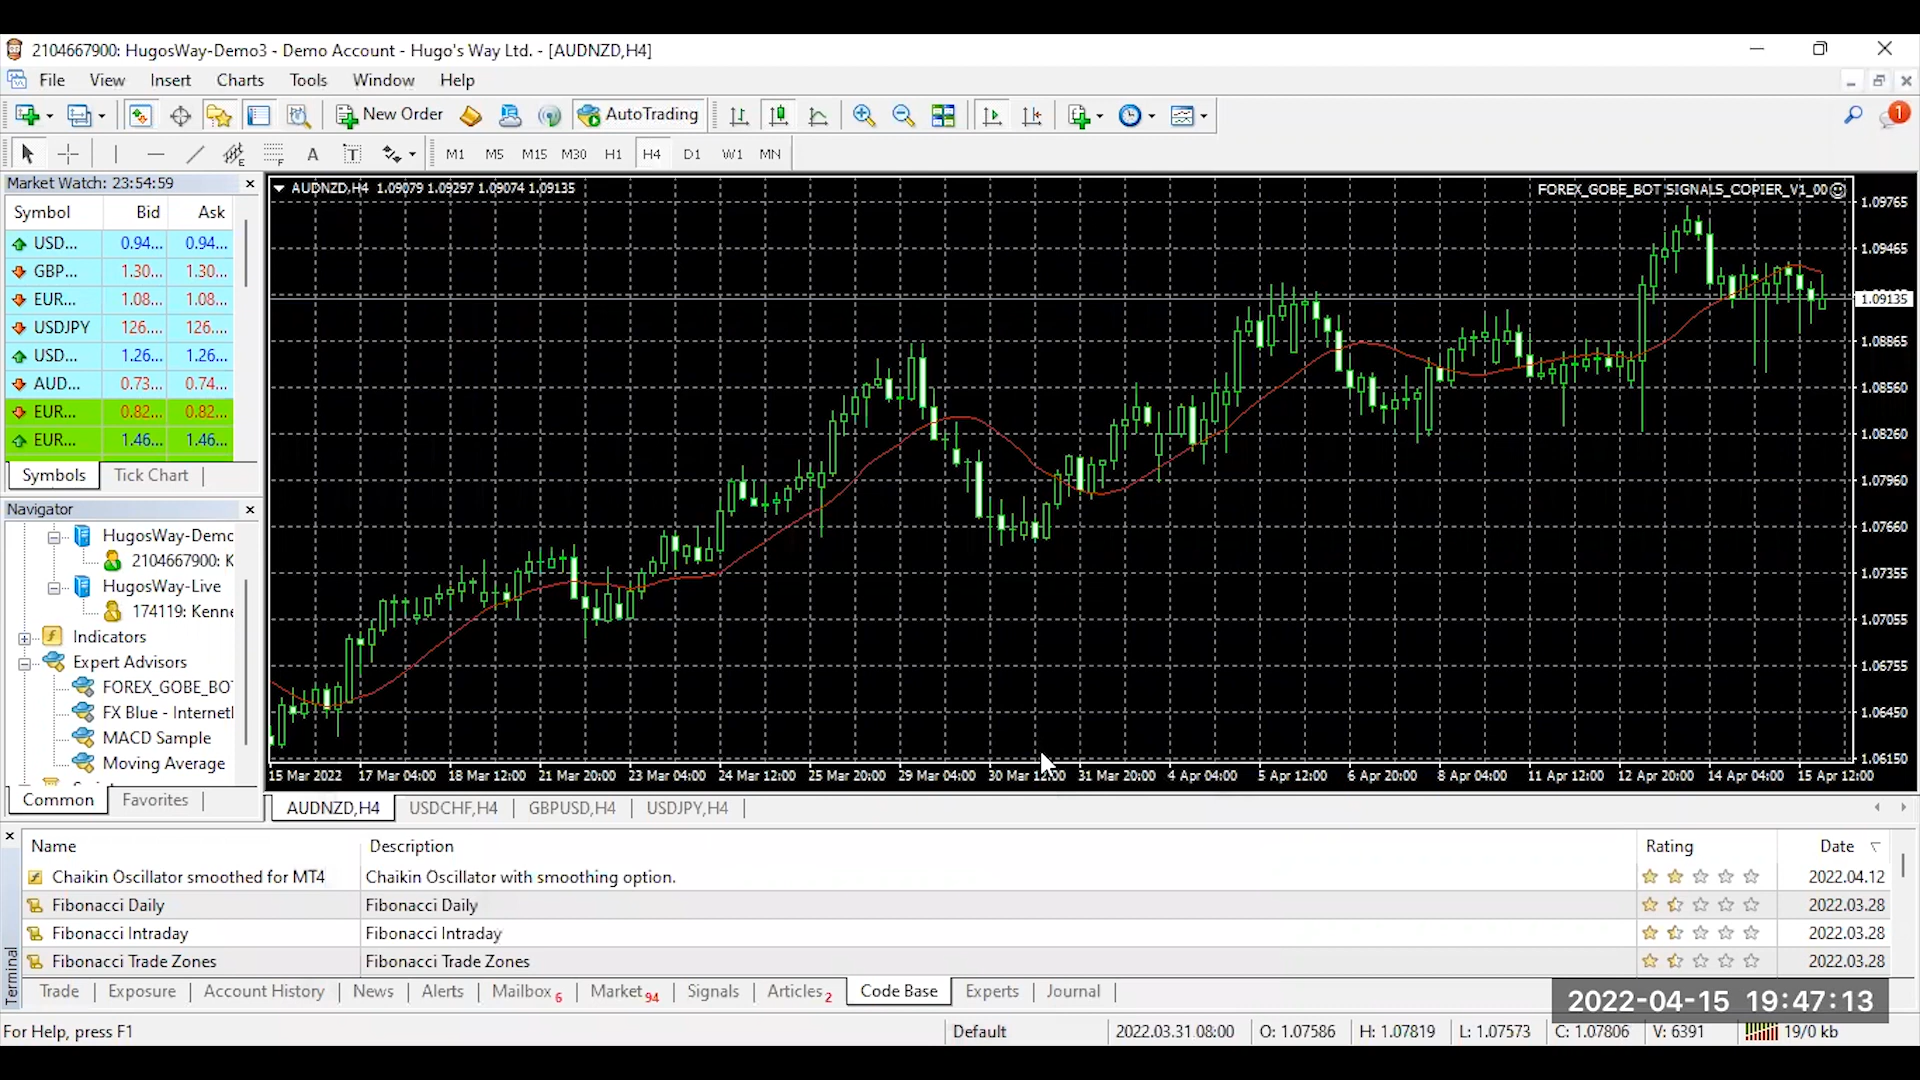 2104667900: HugosWay-Demo3 - Demo Account - Hugo's Way Ltd. - [AUDNZD,H4]
File View Insert Charts Tools Window Help
New Order AutoTrading 1
E F A T M1 M5 M15 M30 H1 H4 D1 W1 MN
Market Watch: 23:54:59
Symbol Bid Ask
USD... 0.94... 0.94...
GBP... 1.30... 1.30...
EUR... 1.08... 1.08...
USDJPY 126.... 126....
USD... 1.26... 1.26...
AUD... 0.73... 0.74...
EUR... 0.82... 0.82...
EUR... 1.46... 1.46...
Symbols Tick Chart
Navigator
HugosWay-Demo
2104667900: K
HugosWay-Live
174119: Kenne
Indicators
Expert Advisors
FOREX_GOBE_BOT
FX Blue - Internet
MACD Sample
Moving Average
Common Favorites
AUDNZD,H4 1.09079 1.09297 1.09074 1.09135
FOREX_GOBE_BOT SIGNALS_COPIER_V1_00
1.09765
1.09465
1.09135
1.08865
1.08560
1.08260
1.07960
1.07660
1.07355
1.07055
1.06755
1.06450
1.06150
15 Mar 2022 17 Mar 04:00 18 Mar 12:00 21 Mar 20:00 23 Mar 04:00 24 Mar 12:00 25 Mar 20:00 29 Mar 04:00 30 Mar 12:00 31 Mar 20:00 4 Apr 04:00 5 Apr 12:00 6 Apr 20:00 8 Apr 04:00 11 Apr 12:00 12 Apr 20:00 14 Apr 04:00 15 Apr 12:00
AUDNZD,H4 USDCHF,H4 GBPUSD,H4 USDJPY,H4
Name Description Rating Date
Chaikin Oscillator smoothed for MT4 Chaikin Oscillator with smoothing option. 2022.04.12
Fibonacci Daily Fibonacci Daily 2022.03.28
Fibonacci Intraday Fibonacci Intraday 2022.03.28
Fibonacci Trade Zones Fibonacci Trade Zones 2022.03.28
Terminal
Trade Exposure Account History News Alerts Mailbox 6 Market 94 Signals Articles 2 Code Base Experts Journal
2022-04-15 19:47:13
For Help, press F1 Default 2022.03.31 08:00 O: 1.07586 H: 1.07819 L: 1.07573 C: 1.07806 V: 6391 19/0 kb